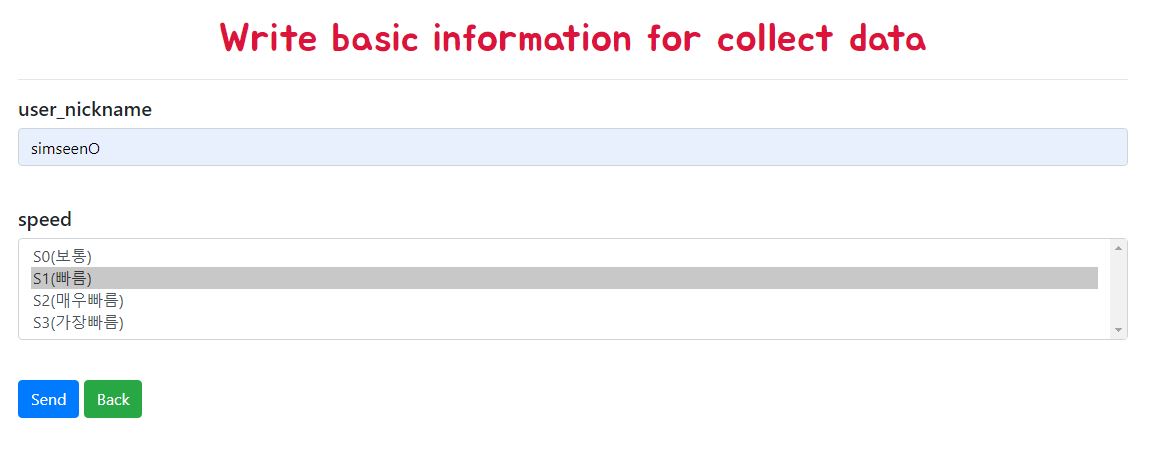 Write basic information for collect data
user_nickname
simseenO
speed
S0(보통)
S1(빠름)
S2(매우빠름)
S3(가장빠름)
Send Back